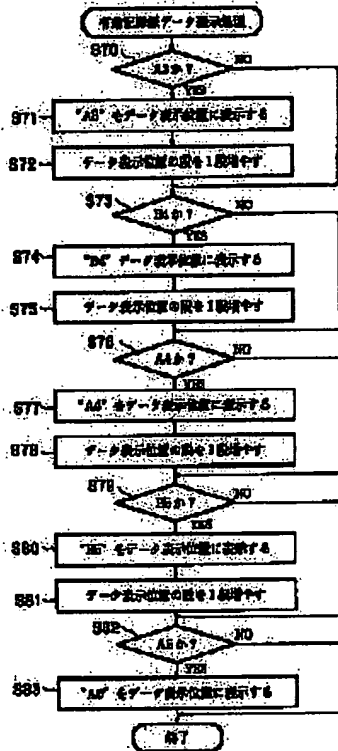 データ表示処理
S70
A3か?
NO
YES
S71
"A3"をデータ表示位置に表示する
S72
データ表示位置の段を1段増やす
S73
B4か?
NO
YES
S74
"B4"データ表示位置に表示する
S75
データ表示位置の段を1段増やす
S76
A4か?
NO
YES
S77
"A4"をデータ表示位置に表示する
S78
データ表示位置の段を1段増やす
S79
B5か?
NO
YES
S80
"B5"をデータ表示位置に表示する
S81
データ表示位置の段を1段増やす
S82
A5か?
NO
YES
S83
"A5"をデータ表示位置に表示する
終了